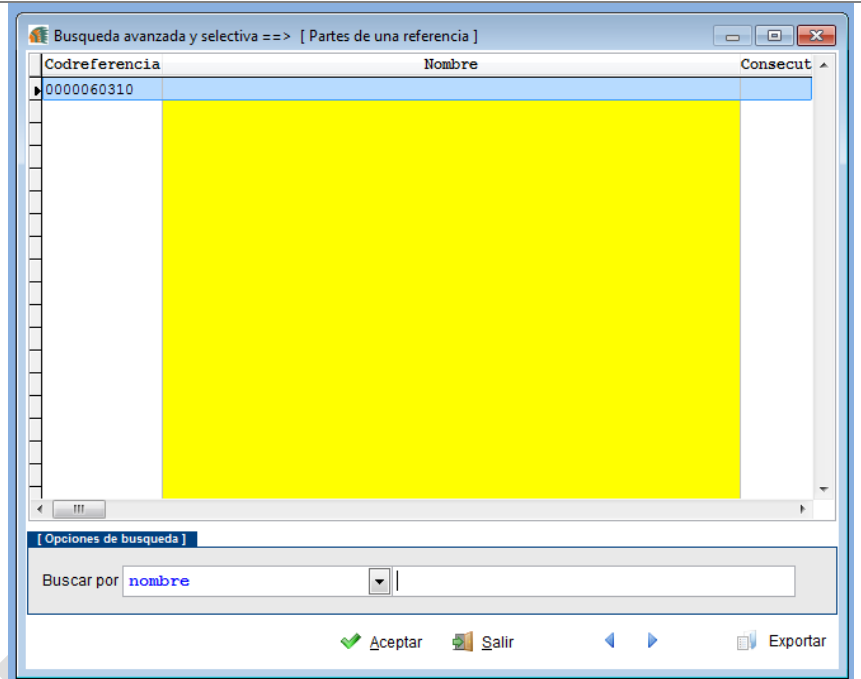 Busqueda avanzada y selectiva ==> [ Partes de una referencia ]
Codreferencia Nombre Consecut
0000060310
[ Opciones de busqueda ]
Buscar por nombre
Aceptar Salir Exportar